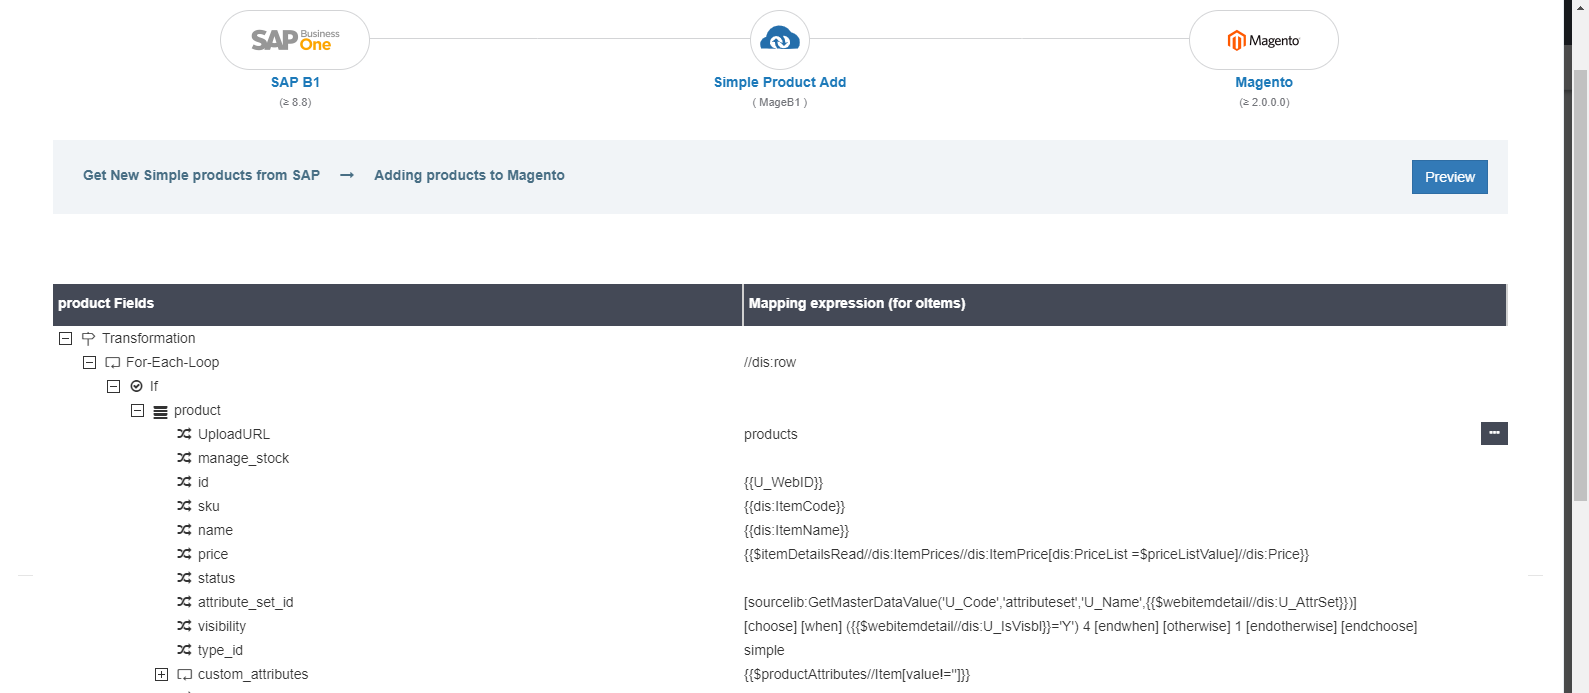 SAP Business One
Magento
SAP B1
Simple Product Add
Magento
(≥ 8.8)
( MageB1 )
(≥ 2.0.0.0)
Get New Simple products from SAP → Adding products to Magento
Preview
product Fields
Mapping expression (for oItems)
Transformation
For-Each-Loop
//dis:row
If
product
UploadURL
products
manage_stock
id
{{U_WebID}}
sku
{{dis:ItemCode}}
name
{{dis:ItemName}}
price
{{$itemDetailsRead//dis:ItemPrices//dis:ItemPrice[dis:PriceList =$priceListValue]//dis:Price}}
status
attribute_set_id
[sourcelib:GetMasterDataValue('U_Code','attributeset','U_Name',{{$webitemdetail//dis:U_AttrSet}})]
visibility
[choose] [when] ({{$webitemdetail//dis:U_IsVisbl}}='Y') 4 [endwhen] [otherwise] 1 [endotherwise] [endchoose]
type_id
simple
custom_attributes
{{$productAttributes//Item[value!='']}}